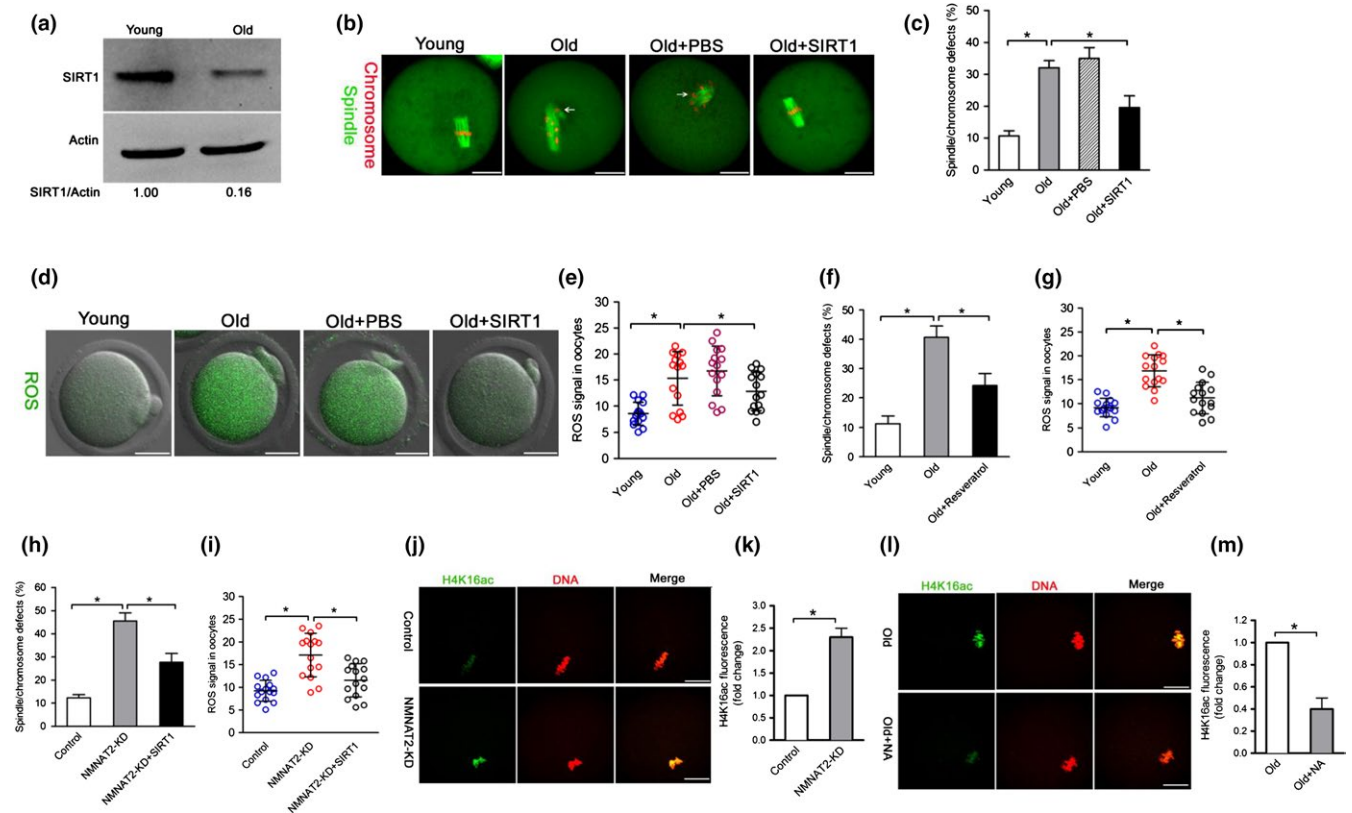 (a)
Young Old
SIRT1
Actin
SIRT1/Actin 1.00 0.16
(b)
Young Old Old+PBS Old+SIRT1
Chromosome
Spindle
(c)
Spindle/chromosome defects (%)
50
40
30
20
10
0
* *
Young Old Old+PBS Old+SIRT1
(d)
Young Old Old+PBS Old+SIRT1
ROS
(e)
ROS signal in oocytes
30
25
20
15
10
5
0
* *
Young Old Old+PBS Old+SIRT1
(f)
Spindle/chromosome defects (%)
50
40
30
20
10
0
* *
Young Old Old+Resveratrol
(g)
ROS signal in oocytes
30
25
20
15
10
5
0
* *
Young Old Old+Resveratrol
(h)
Spindle/chromosome defects (%)
60
50
40
30
20
10
0
* *
Control NMNAT2-KD NMNAT2-KD+SIRT1
(i)
ROS signal in oocytes
30
25
20
15
10
5
0
* *
Control NMNAT2-KD NMNAT2-KD+SIRT1
(j)
H4K16ac DNA Merge
Control
NMNAT2-KD
(k)
H4K16ac fluorescence
(fold change)
3.0
2.5
2.0
1.5
1.0
0.5
0.0
*
Control NMNAT2-KD
(l)
H4K16ac DNA Merge
Old
Old+NA
(m)
H4K16ac fluorescence
(fold change)
1.2
1.0
0.8
0.6
0.4
0.2
0.0
*
Old Old+NA